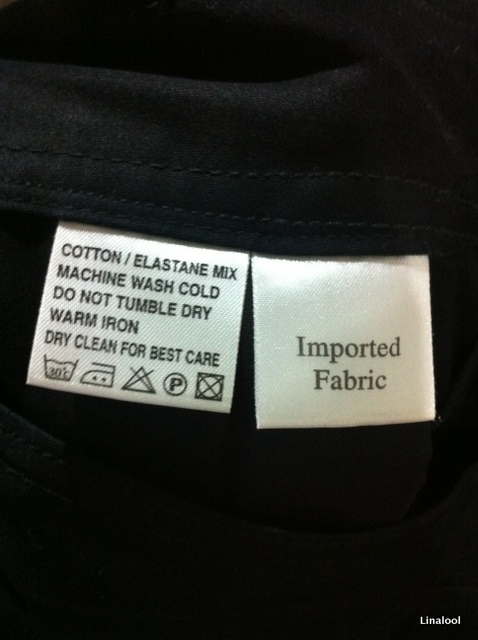 COTTON / ELASTANE MIX
MACHINE WASH COLD
DO NOT TUMBLE DRY
WARM IRON
DRY CLEAN FOR BEST CARE
30°
P
Imported
Fabric
Linalool